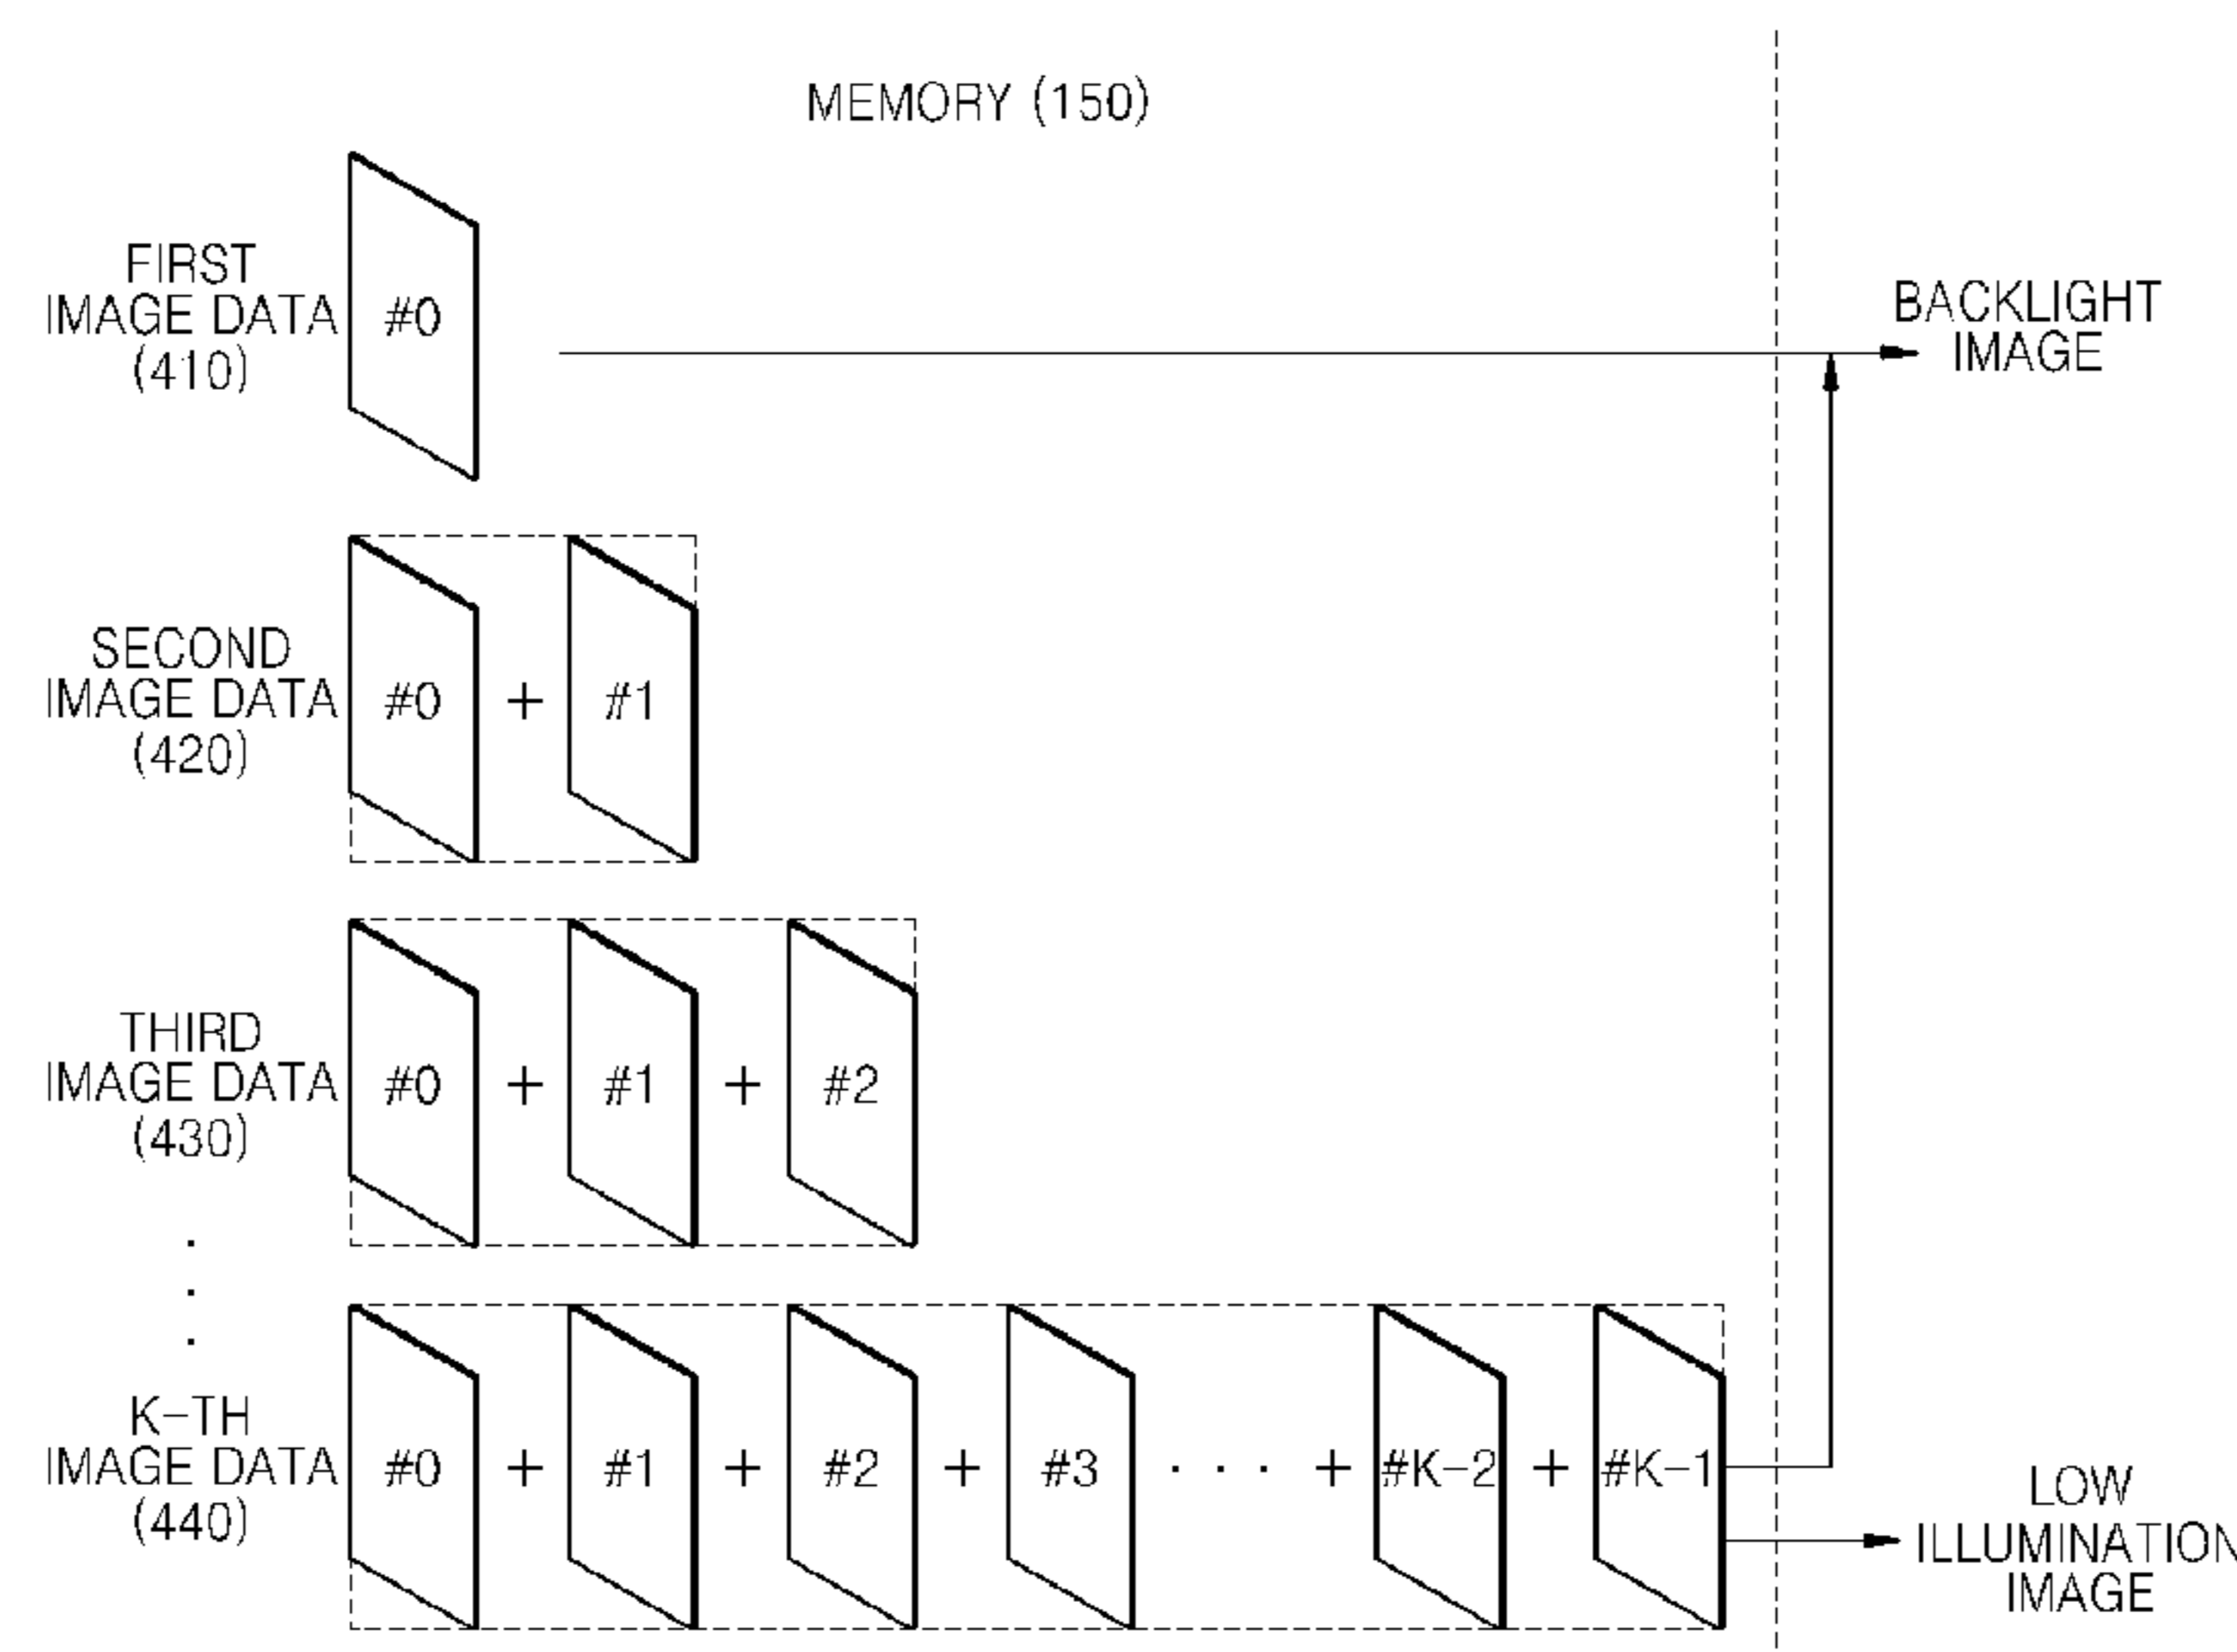 MEMORY (150)
FIRST
IMAGE DATA
(410)
#0
BACKLIGHT
IMAGE
SECOND
IMAGE DATA
(420)
#0 + #1
THIRD
IMAGE DATA
(430)
#0 + #1 + #2
.
.
.
K-TH
IMAGE DATA
(440)
#0 + #1 + #2 + #3 · · · + #K-2 + #K-1
LOW
ILLUMINATION
IMAGE